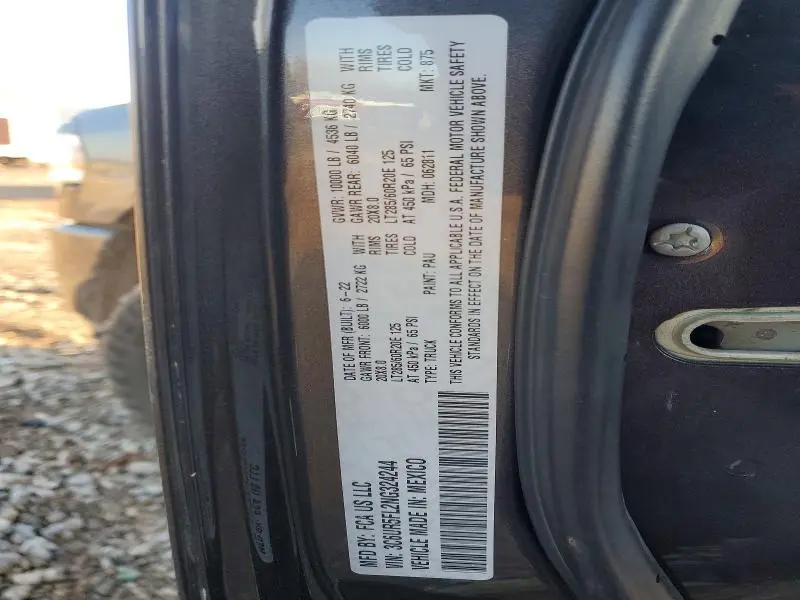 MFD BY: FCA US LLC
DATE OF MFR (BUILT): 6-22
GVWR: 10000 LB / 4536 KG
GAWR FRONT: 6000 LB / 2722 KG WITH
GAWR REAR: 6040 LB / 2740 KG WITH
20X8.0 RIMS
20X8.0 RIMS
LT285/60R20E 125 TIRES
LT285/60R20E 125 TIRES
AT 450 kPa / 65 PSI COLD
AT 450 kPa / 65 PSI COLD
VIN: 3C6UR5FL2NG324244
TYPE: TRUCK
PAINT: PAU
MDH: 062811
MKT: 875
VEHICLE MADE IN: MEXICO
THIS VEHICLE CONFORMS TO ALL APPLICABLE U.S.A. FEDERAL MOTOR VEHICLE SAFETY
STANDARDS IN EFFECT ON THE DATE OF MANUFACTURE SHOWN ABOVE.